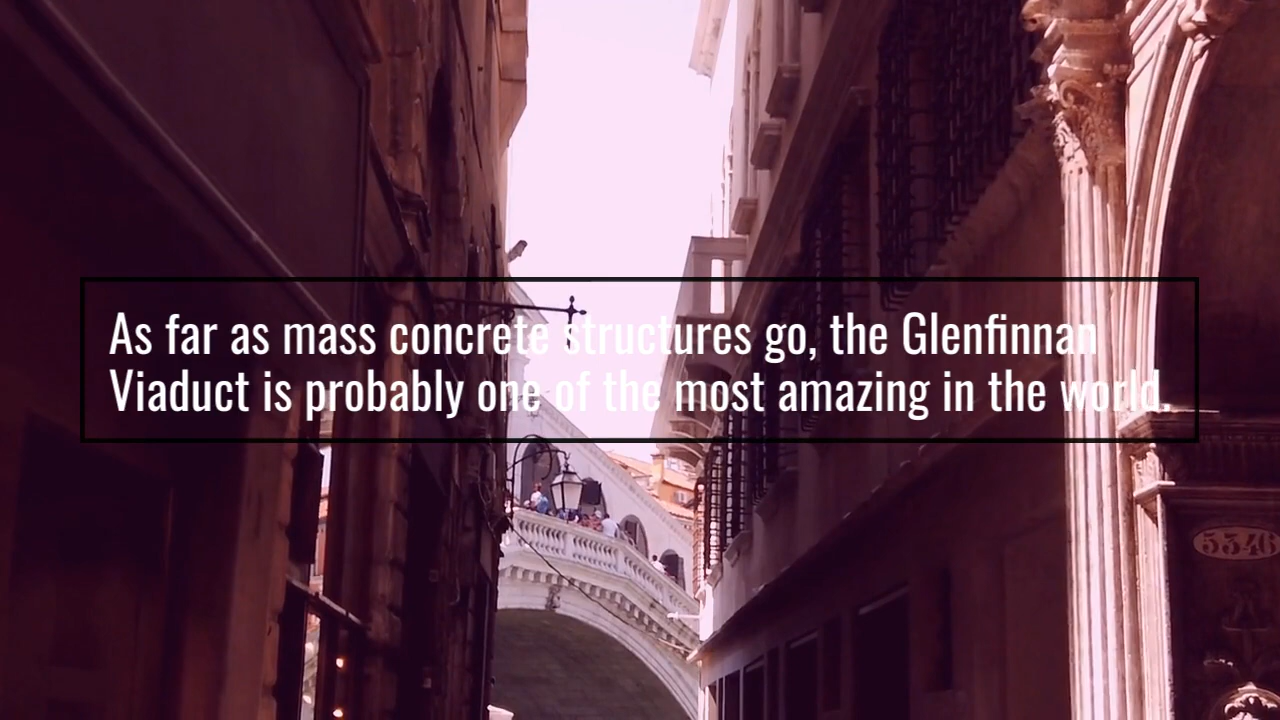 As far as mass concrete structures go, the Glenfinnan
Viaduct is probably one of the most amazing in the world.
5346